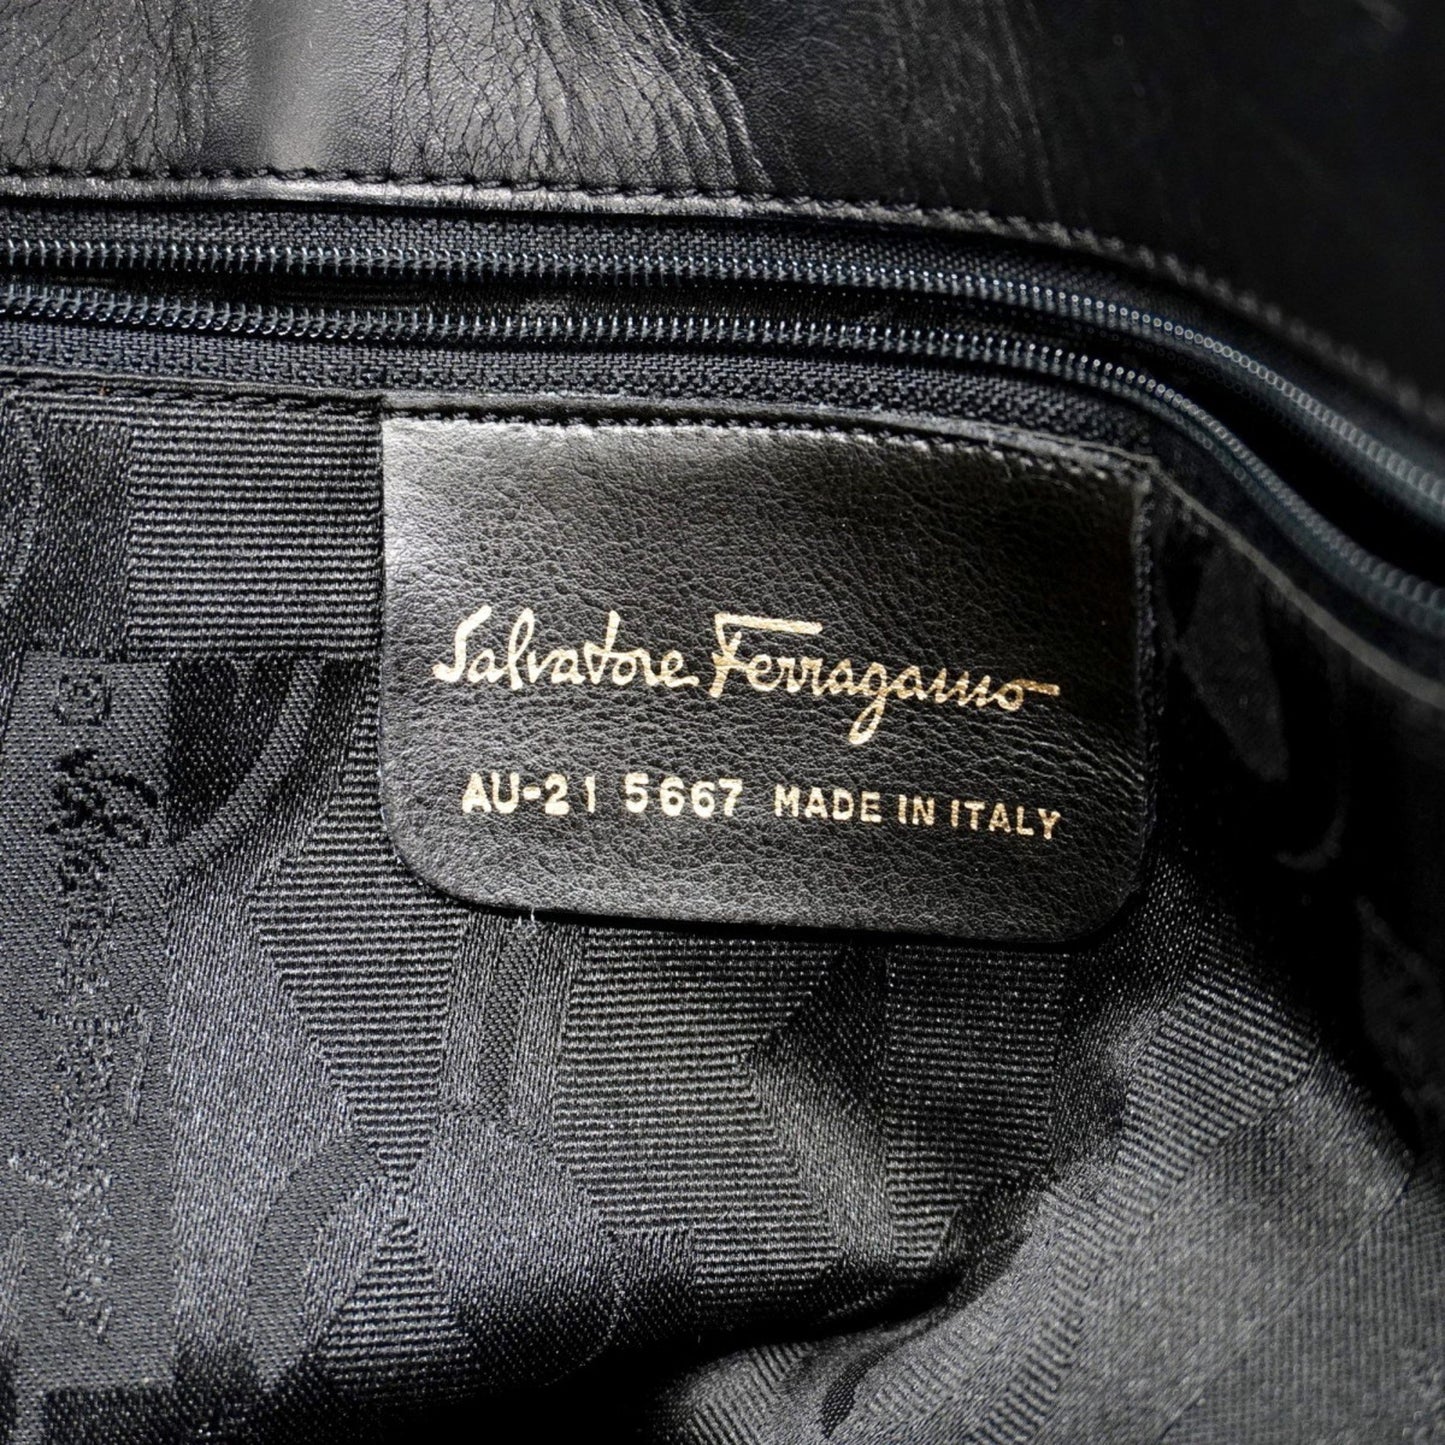 Salvatore Ferragamo
AU-21 5667 MADE IN ITALY